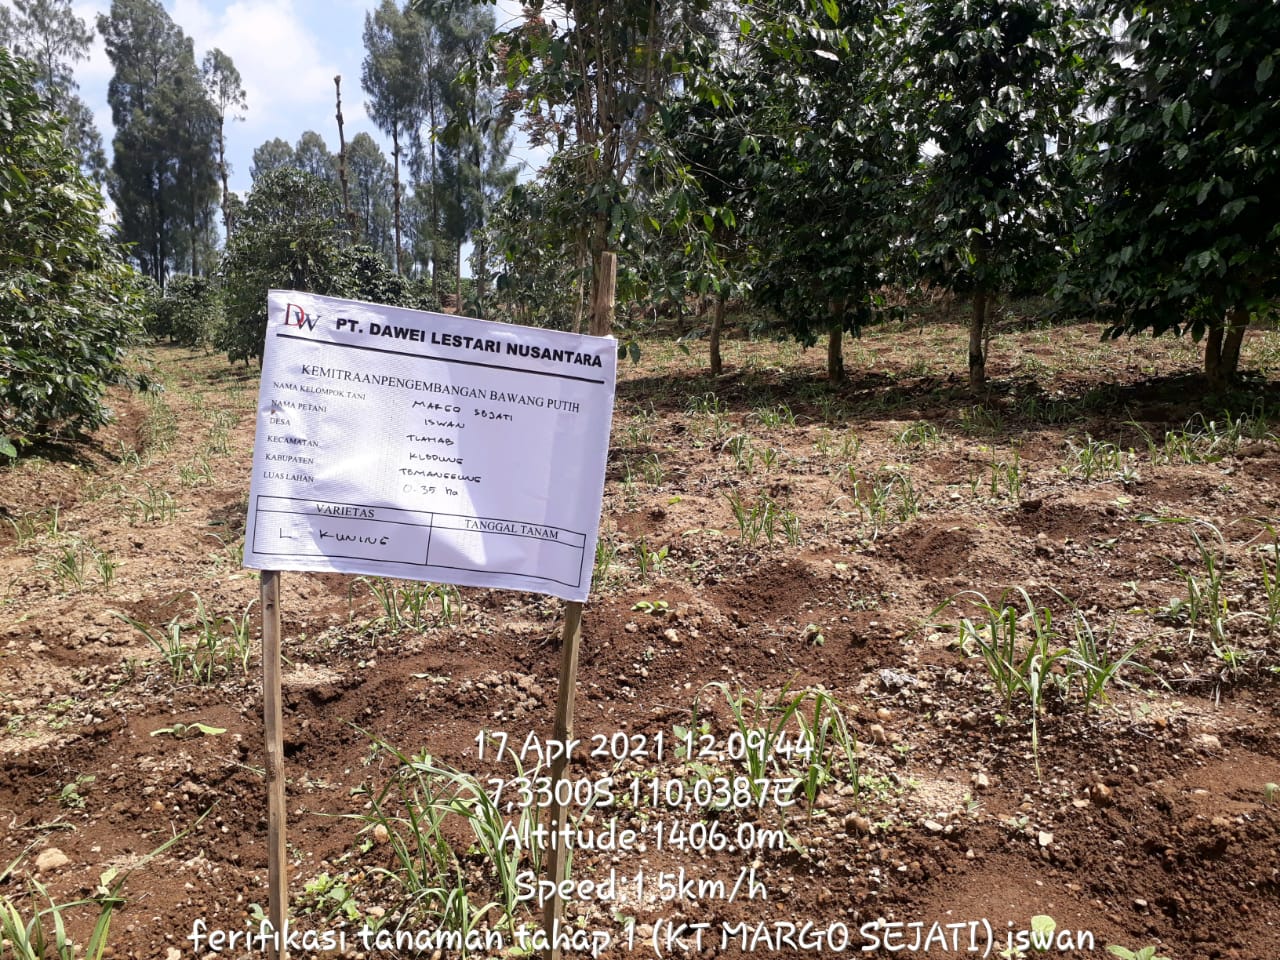 DW PT. DAWEI LESTARI NUSANTARA
KEMITRAANPENGEMBANGAN BAWANG PUTIH
NAMA KELOMPOK TANI MARGO SEJATI
NAMA PETANI ISWAN
DESA TLAHAB
KECAMATAN KLEDUNG
KABUPATEN TEMANGGUNG
LUAS LAHAN 0.35 ha
VARIETAS TANGGAL TANAM
L. KUNING
17 Apr 2021 12.09.44
7,3300S 110,0387E
Altitude:1406.0m
Speed:1.5km/h
ferifikasi tanaman tahap 1 (KT MARGO SEJATI) iswan